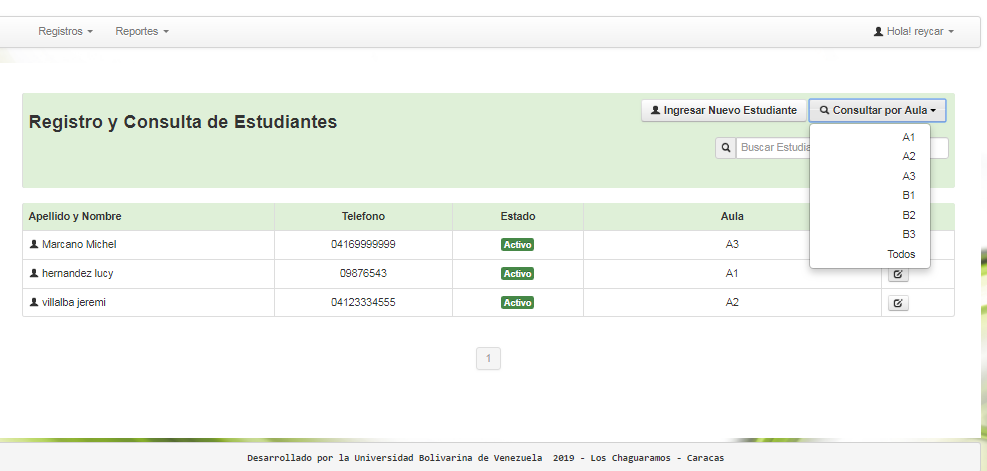 Registros Reportes Hola! reycar
Ingresar Nuevo Estudiante Consultar por Aula
Registro y Consulta de Estudiantes
Buscar Estudia
A1
A2
A3
B1
B2
B3
Todos
Apellido y Nombre Telefono Estado Aula
Marcano Michel 04169999999 Activo A3
hernandez lucy 09876543 Activo A1
villalba jeremi 04123334555 Activo A2
1
Desarrollado por la Universidad Bolivarina de Venezuela 2019 - Los Chaguaramos - Caracas